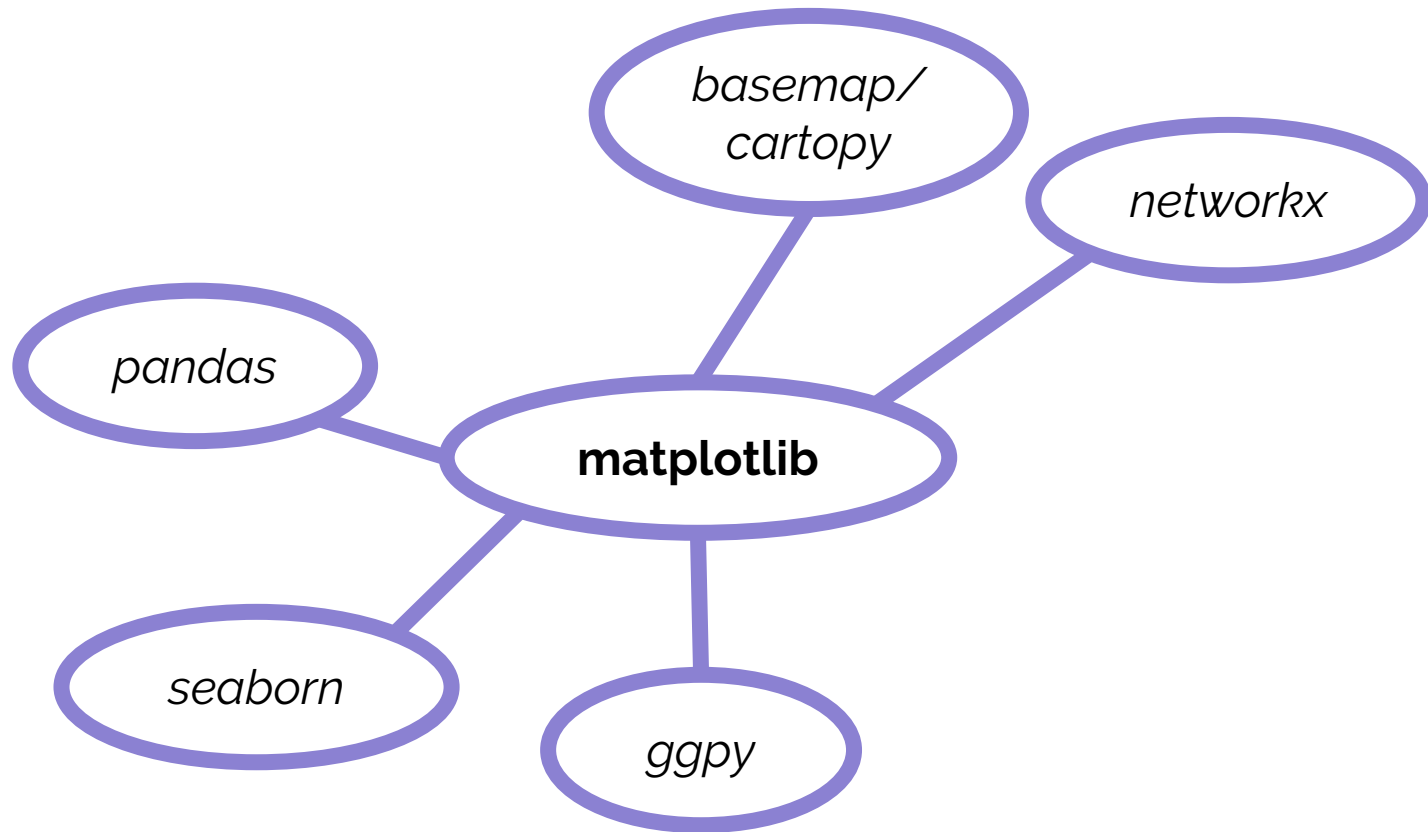 basemap/
cartopy
networkx
pandas
matplotlib
seaborn
ggpy